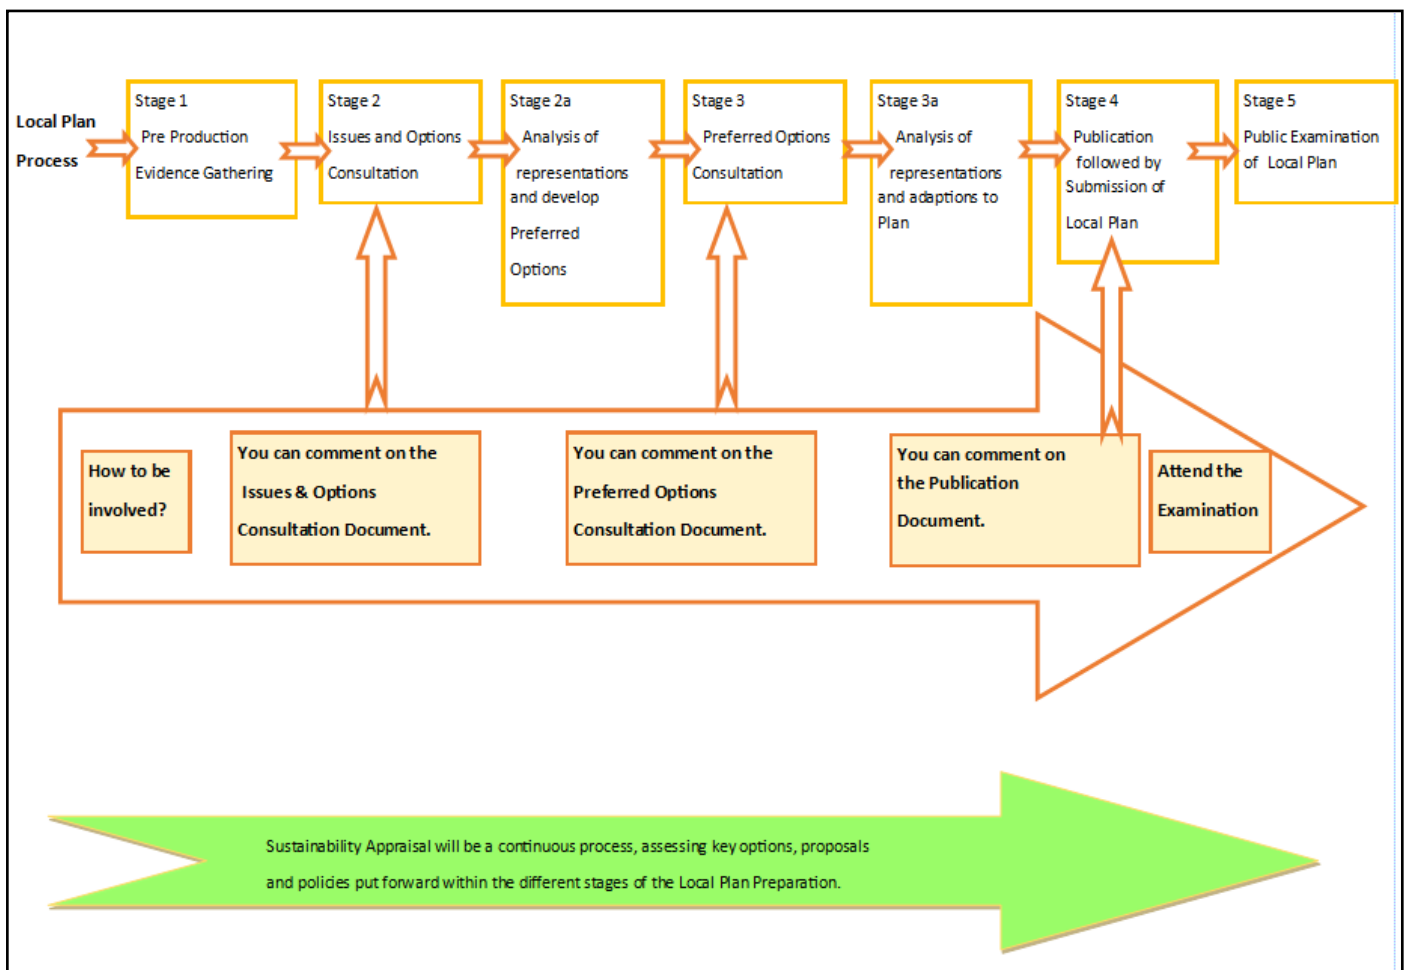 Local Plan
Process
Stage 1
Pre Production
Evidence Gathering
Stage 2
Issues and Options
Consultation
Stage 2a
Analysis of
representations
and develop
Preferred
Options
Stage 3
Preferred Options
Consultation
Stage 3a
Analysis of
representations
and adaptions to
Plan
Stage 4
Publication
followed by
Submission of
Local Plan
Stage 5
Public Examination
of Local Plan
How to be
involved?
You can comment on the
Issues & Options
Consultation Document.
You can comment on the
Preferred Options
Consultation Document.
You can comment on
the Publication
Document.
Attend the
Examination
Sustainability Appraisal will be a continuous process, assessing key options, proposals
and policies put forward within the different stages of the Local Plan Preparation.